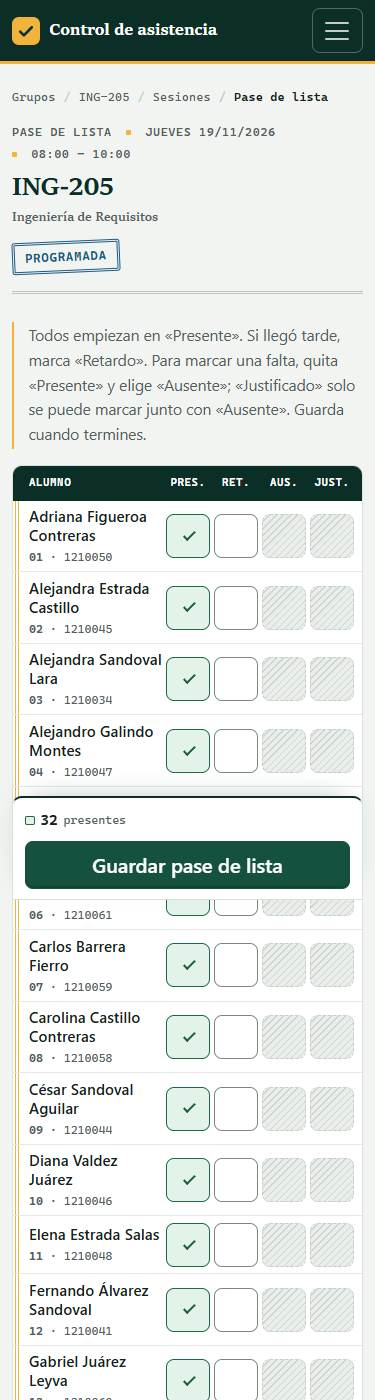 Control de asistencia
Grupos / ING-205 / Sesiones / Pase de lista
PASE DE LISTA ▪ JUEVES 19/11/2026
▪ 08:00 – 10:00
ING-205
Ingeniería de Requisitos
PROGRAMADA
Todos empiezan en «Presente». Si llegó tarde,
marca «Retardo». Para marcar una falta, quita
«Presente» y elige «Ausente»; «Justificado» solo
se puede marcar junto con «Ausente». Guarda
cuando termines.
ALUMNO PRES. RET. AUS. JUST.
Adriana Figueroa
Contreras
01 · 1210050
Alejandra Estrada
Castillo
02 · 1210045
Alejandra Sandoval
Lara
03 · 1210034
Alejandro Galindo
Montes
04 · 1210047
32 presentes
Guardar pase de lista
06 · 1210061
Carlos Barrera
Fierro
07 · 1210059
Carolina Castillo
Contreras
08 · 1210058
César Sandoval
Aguilar
09 · 1210044
Diana Valdez
Juárez
10 · 1210046
Elena Estrada Salas
11 · 1210048
Fernando Álvarez
Sandoval
12 · 1210041
Gabriel Juárez
Leyva